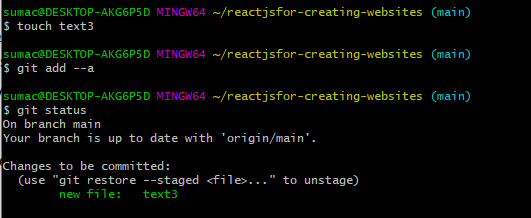 sumac@DESKTOP-AKG6P5D MINGW64 ~/reactjsfor-creating-websites (main)
$ touch text3
sumac@DESKTOP-AKG6P5D MINGW64 ~/reactjsfor-creating-websites (main)
$ git add --a
sumac@DESKTOP-AKG6P5D MINGW64 ~/reactjsfor-creating-websites (main)
$ git status
On branch main
Your branch is up to date with 'origin/main'.
Changes to be committed:
  (use "git restore --staged <file>..." to unstage)
        new file:   text3